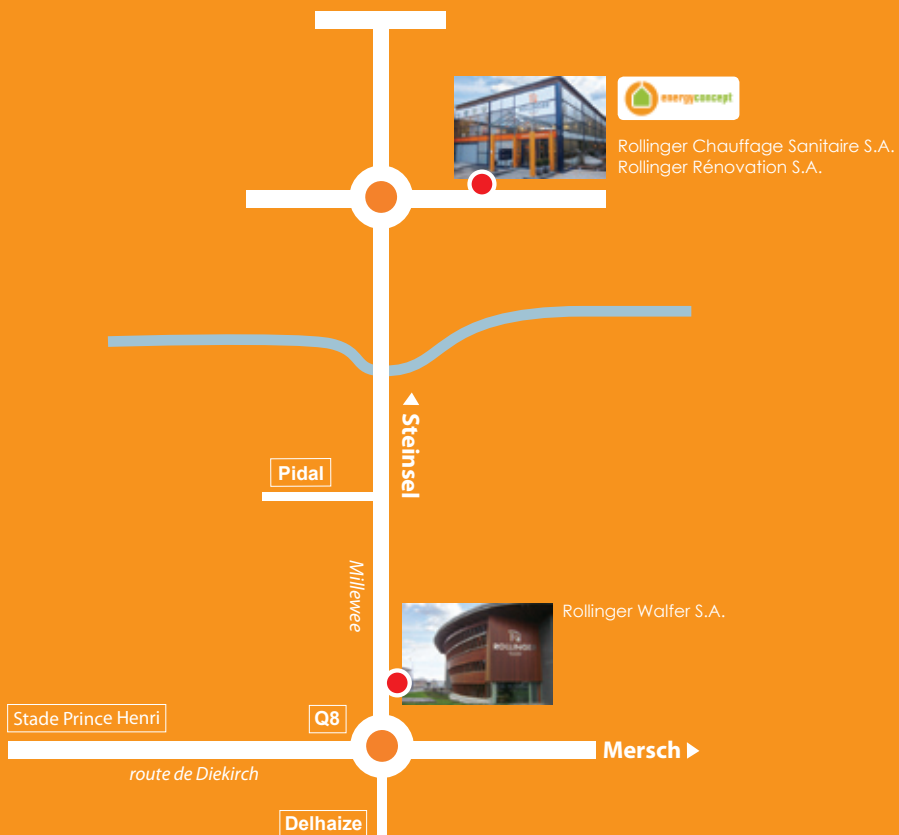 energyconcept
Rollinger Chauffage Sanitaire S.A.
Rollinger Rénovation S.A.
Steinsel
Pidal
Millewee
Rollinger Walfer S.A.
ROLLINGER
Stade Prince Henri
Q8
Mersch
route de Diekirch
Delhaize